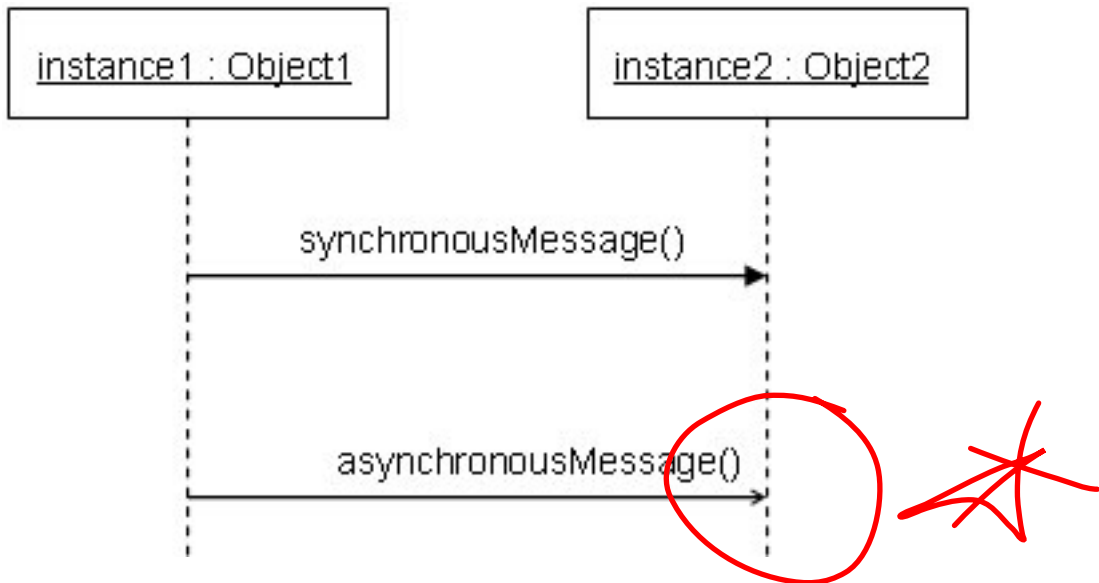 instance1 : Object1
instance2 : Object2
synchronousMessage()
asynchronousMessage()